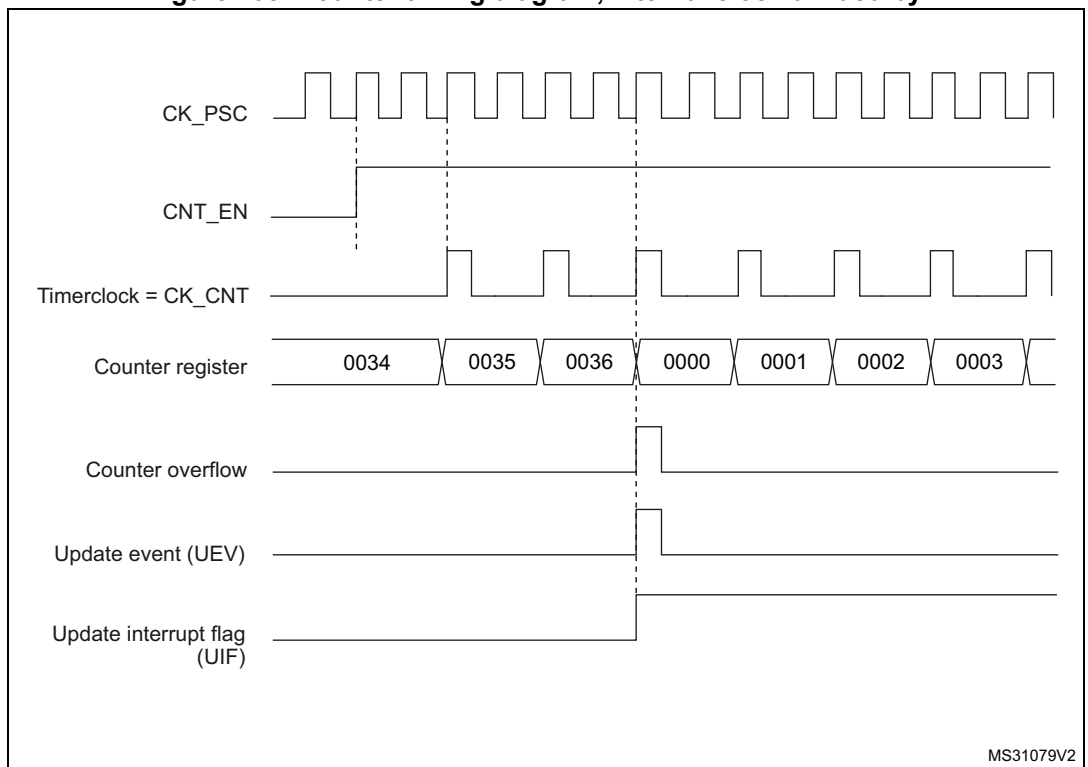 CK_PSC
CNT_EN
Timerclock = CK_CNT
Counter register
0034 0035 0036 0000 0001 0002 0003
Counter overflow
Update event (UEV)
Update interrupt flag
(UIF)
MS31079V2